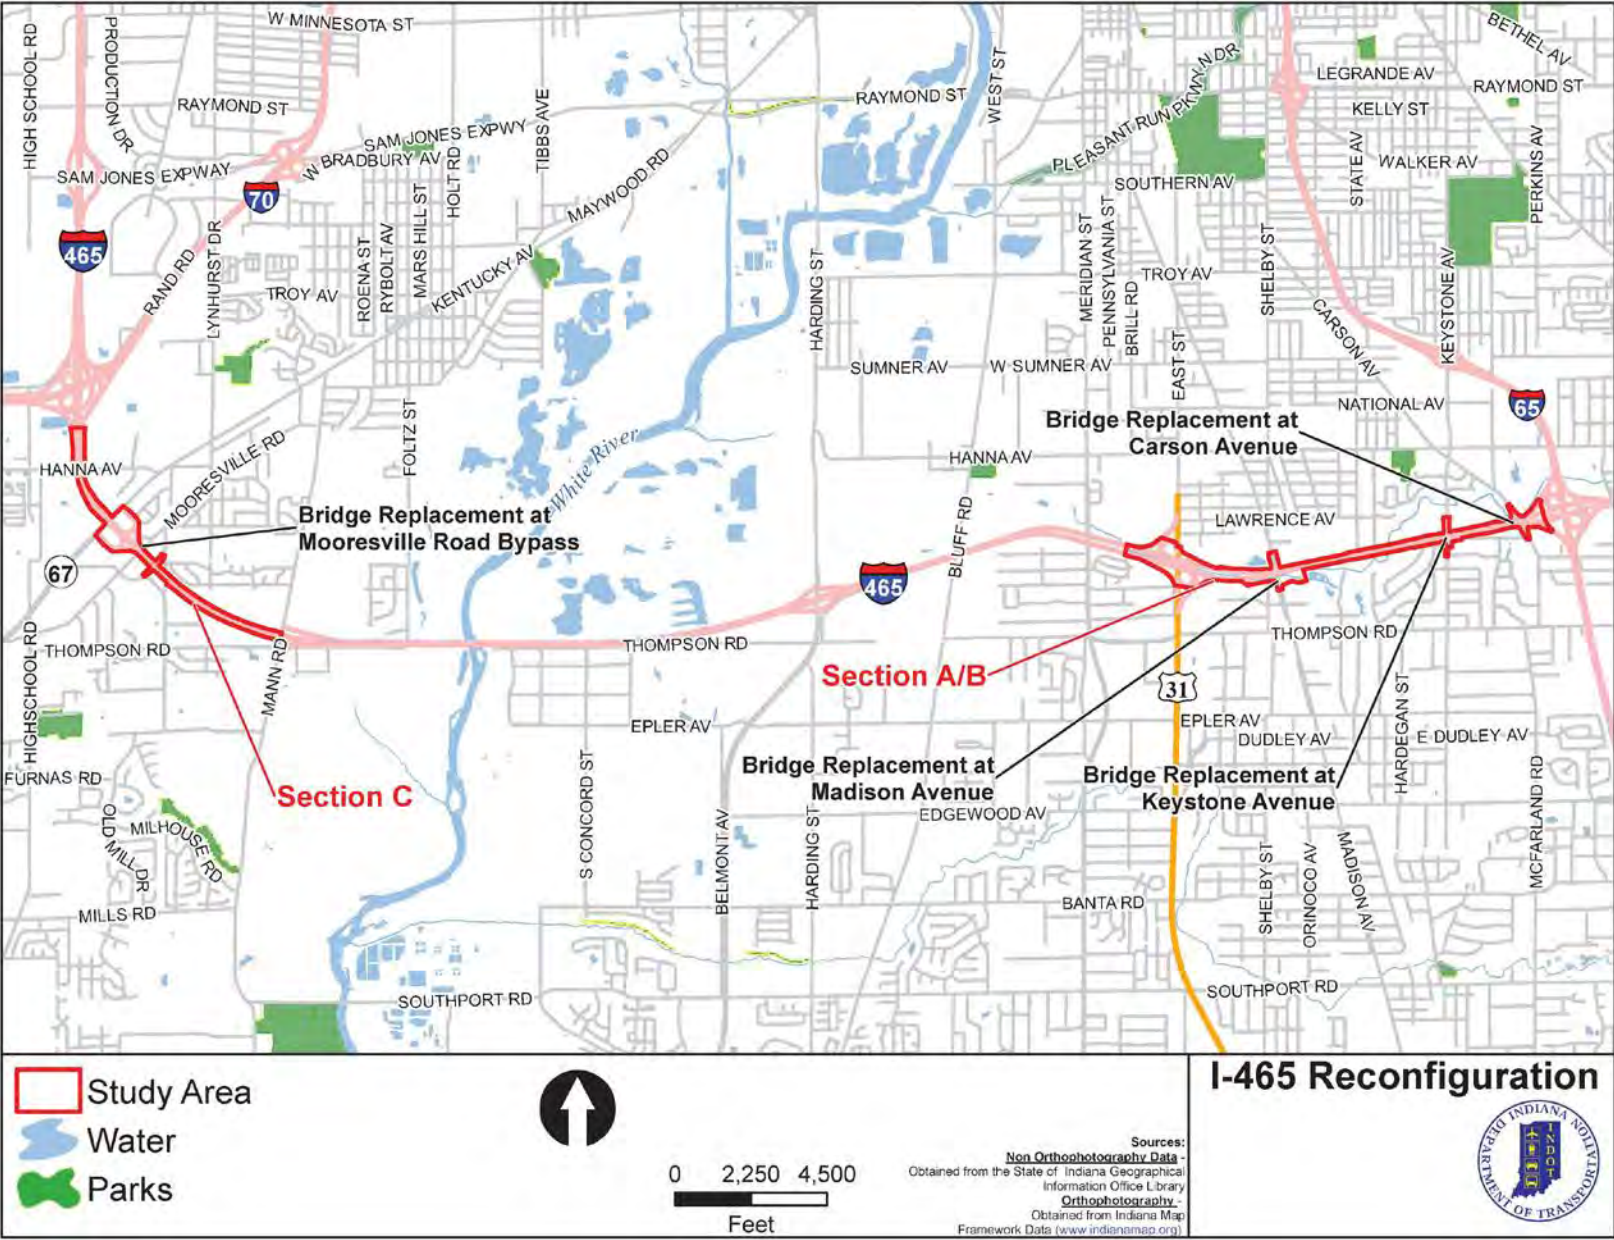 W MINNESOTA ST
BETHEL AV
HIGH SCHOOL RD
PRODUCTION DR
RAYMOND ST
TIBBS AVE
RAYMOND ST
WEST ST
PLEASANT RUN PKWY N DR
LEGRANDE AV
RAYMOND ST
KELLY ST
SAM JONES EXPWY
W BRADBURY AV
SAM JONES EXPWAY
HOLT RD
MAYWOOD RD
SOUTHERN AV
STATE AV
WALKER AV
PERKINS AV
70
465
RAND RD
LYNHURST DR
ROENA ST
RYBOLT AV
MARS HILL ST
KENTUCKY AV
TROY AV
HARDING ST
MERIDIAN ST
PENNSYLVANIA ST
BRILL RD
TROY AV
SHELBY ST
CARSON AV
KEYSTONE AV
SUMNER AV
W SUMNER AV
EAST ST
NATIONAL AV
65
Bridge Replacement at
Carson Avenue
HANNA AV
MOORESVILLE RD
FOLTZ ST
White River
HANNA AV
BLUFF RD
LAWRENCE AV
Bridge Replacement at
Mooresville Road Bypass
67
465
HIGHSCHOOL RD
THOMPSON RD
MANN RD
THOMPSON RD
THOMPSON RD
Section A/B
31
HARDEGAN ST
EPLER AV
EPLER AV
DUDLEY AV
E DUDLEY AV
FURNAS RD
Section C
S CONCORD ST
Bridge Replacement at
Madison Avenue
Bridge Replacement at
Keystone Avenue
EDGEWOOD AV
MCFARLAND RD
OLD MILL DR
MILHOUSE RD
BELMONT AV
HARDING ST
SHELBY ST
ORINOCO AV
MADISON AV
MILLS RD
BANTA RD
SOUTHPORT RD
SOUTHPORT RD
Study Area
Water
Parks
0 2,250 4,500
Feet
Sources:
Non Orthophotography Data -
Obtained from the State of Indiana Geographical
Information Office Library
Orthophotography -
Obtained from Indiana Map
Framework Data (www.indianamap.org)
I-465 Reconfiguration
INDIANA
DEPARTMENT OF TRANSPORTATION
INDOT